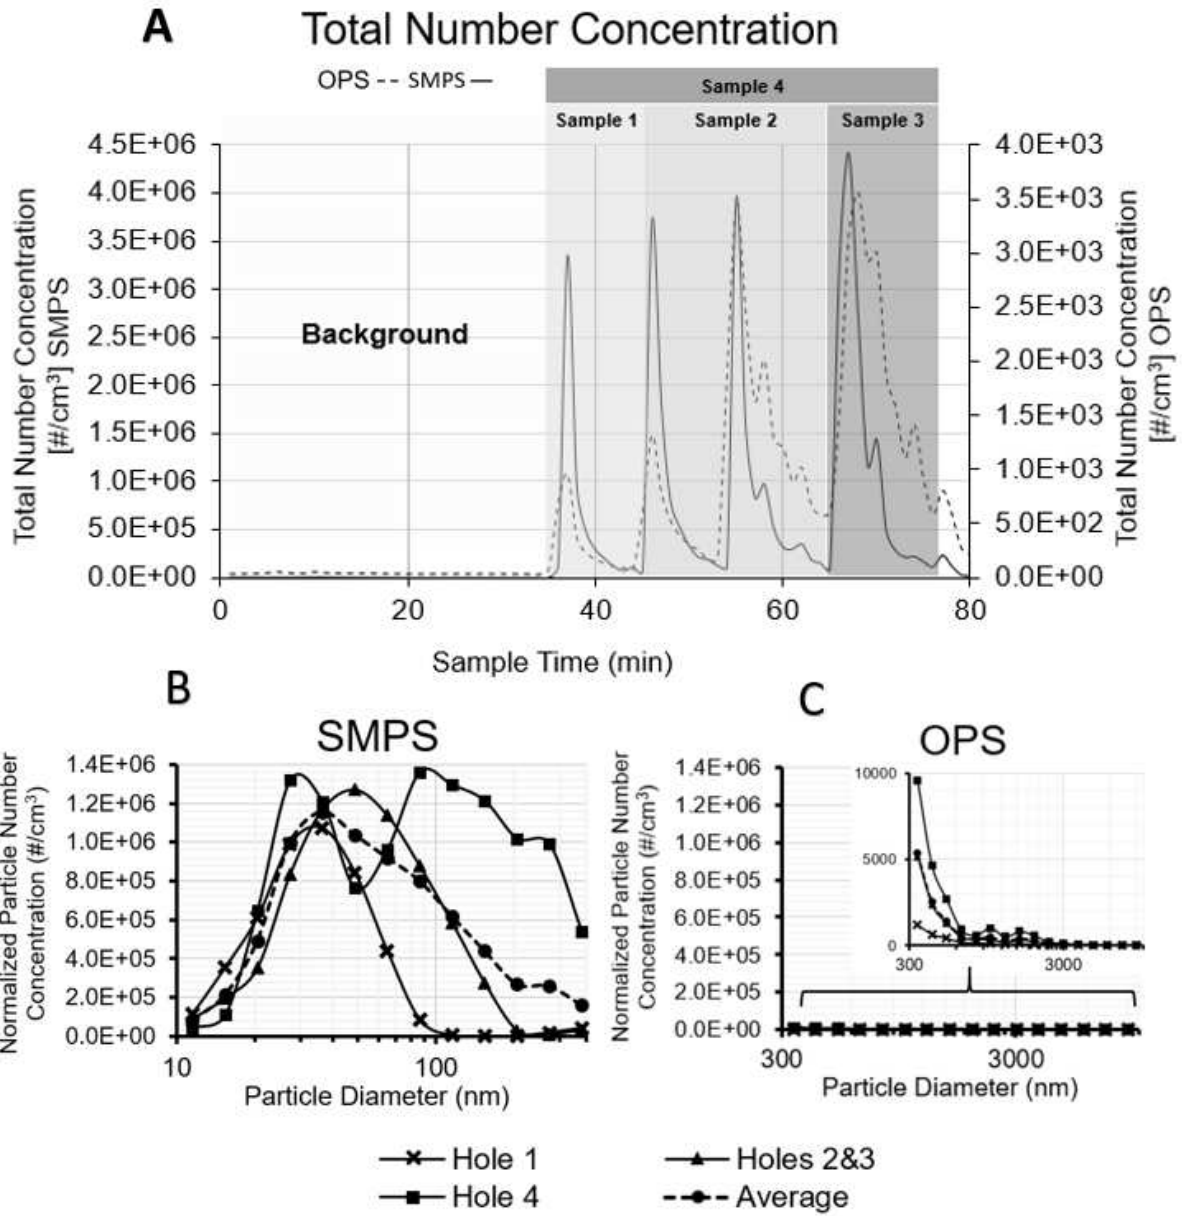 A
Total Number Concentration
OPS -- SMPS —
Sample 4
Sample 1 Sample 2 Sample 3
4.5E+06
4.0E+06
3.5E+06
3.0E+06
2.5E+06
2.0E+06
1.5E+06
1.0E+06
5.0E+05
0.0E+00
Total Number Concentration
[#/cm³] SMPS
Background
4.0E+03
3.5E+03
3.0E+03
2.5E+03
2.0E+03
1.5E+03
1.0E+03
5.0E+02
0.0E+00
Total Number Concentration
[#/cm³] OPS
0 20 40 60 80
Sample Time (min)
B
SMPS
Normalized Particle Number
Concentration (#/cm³)
1.4E+06
1.2E+06
1.0E+06
8.0E+05
6.0E+05
4.0E+05
2.0E+05
0.0E+00
10 100
Particle Diameter (nm)
C
OPS
Normalized Particle Number
Concentration (#/cm³)
1.4E+06
1.2E+06
1.0E+06
8.0E+05
6.0E+05
4.0E+05
2.0E+05
0.0E+00
10000
5000
0
300 3000
300 3000
Particle Diameter (nm)
Hole 1 Holes 2&3
Hole 4 Average